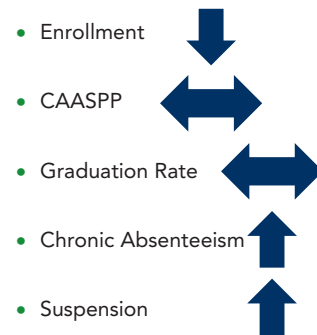 • Enrollment
• CAASPP
• Graduation Rate
• Chronic Absenteeism
• Suspension